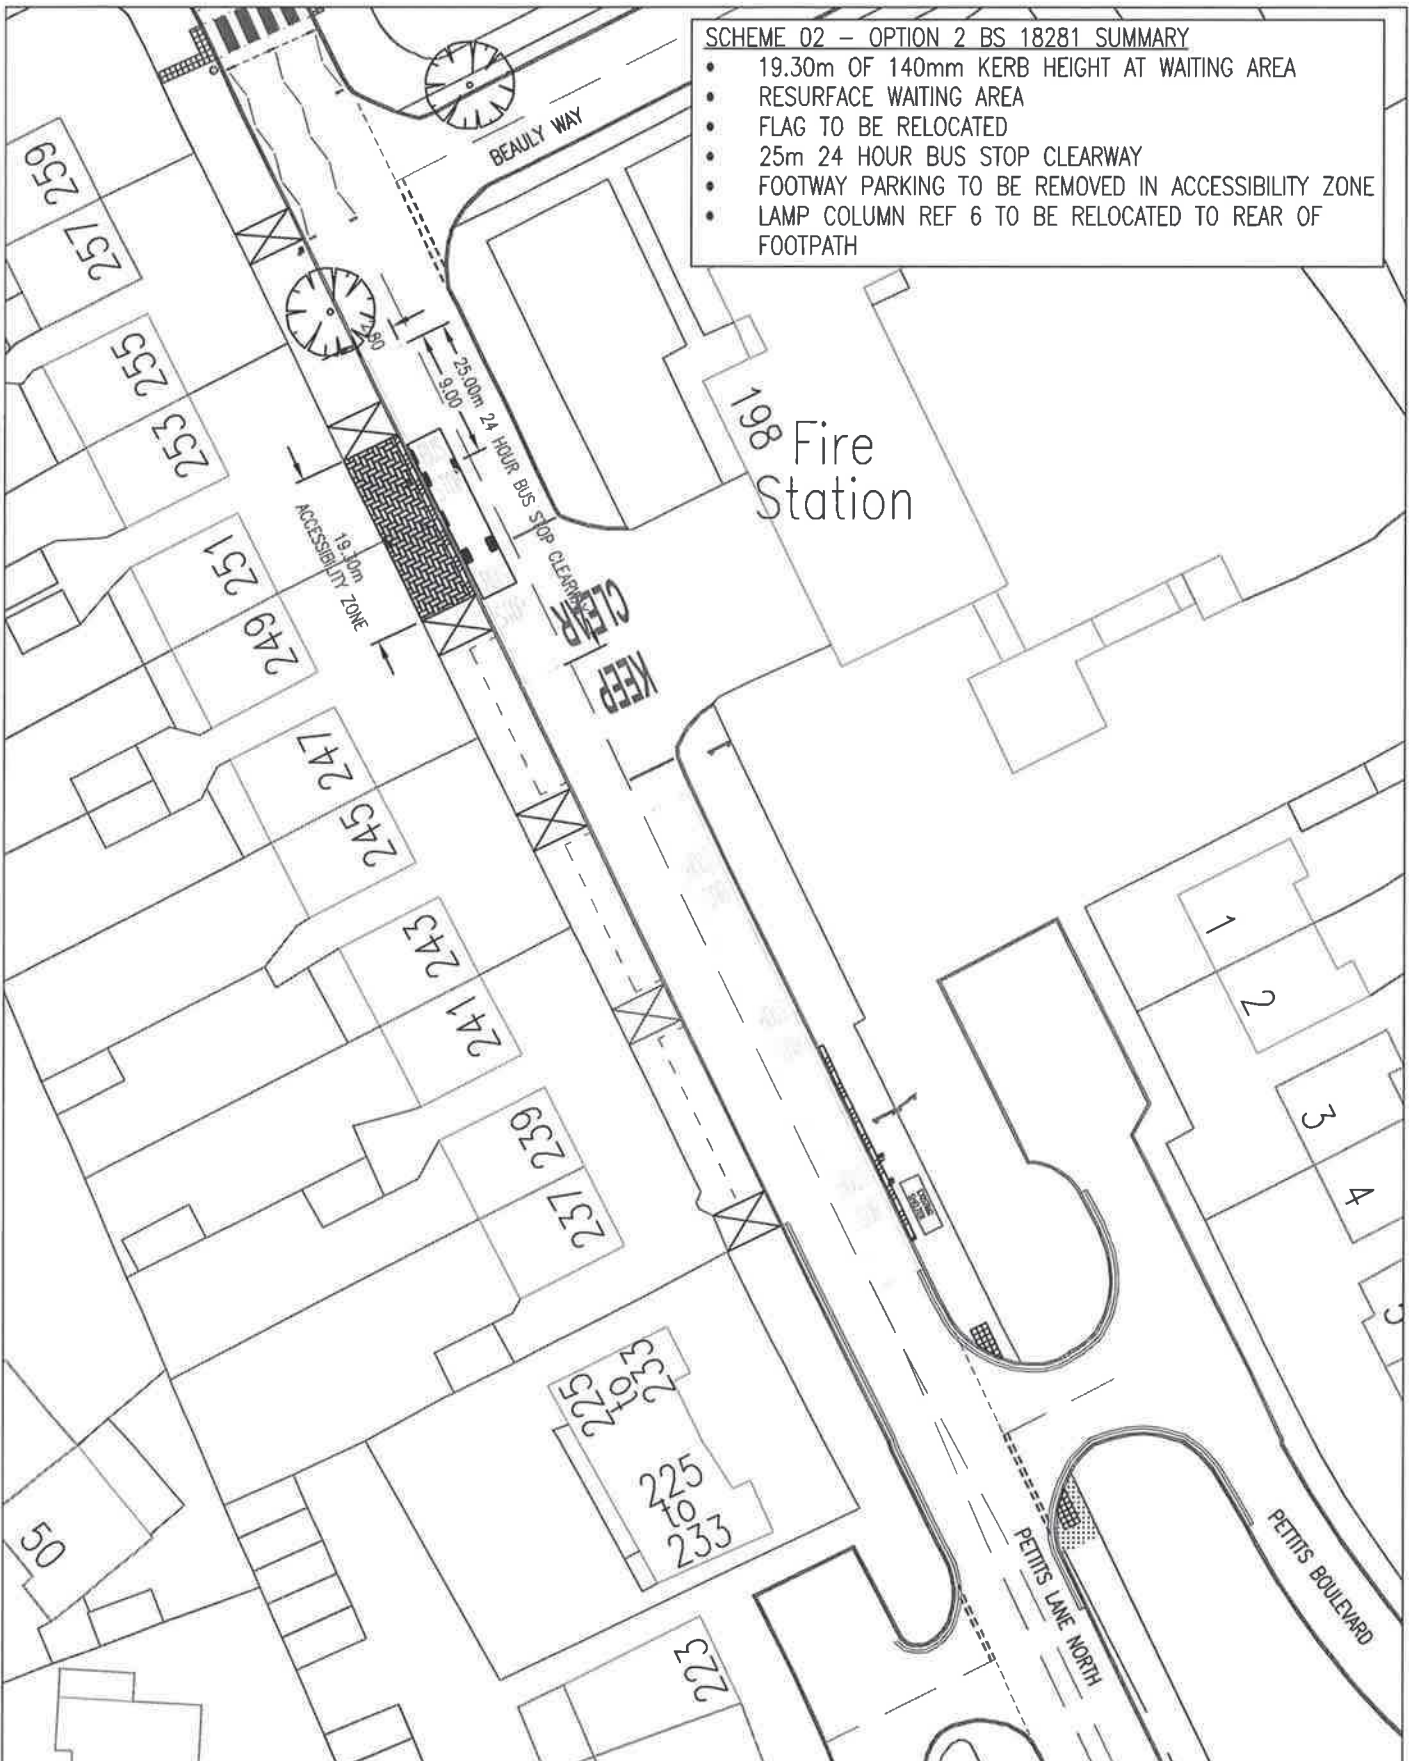 SCHEME 02 – OPTION 2 BS 18281 SUMMARY
• 19.30m OF 140mm KERB HEIGHT AT WAITING AREA
• RESURFACE WAITING AREA
• FLAG TO BE RELOCATED
• 25m 24 HOUR BUS STOP CLEARWAY
• FOOTWAY PARKING TO BE REMOVED IN ACCESSIBILITY ZONE
• LAMP COLUMN REF 6 TO BE RELOCATED TO REAR OF
FOOTPATH
BEAULY WAY
259
257
255
253
251
249
247
245
243
241
239
237
225
to
233
225
to
233
223
50
25.00m 24 HOUR BUS STOP CLEARWAY
9.00
19.30m
ACCESSIBILITY ZONE
198
Fire
Station
KEEP
CLEAR
1
2
3
4
5
PETTITS LANE NORTH
PETTITS BOULEVARD